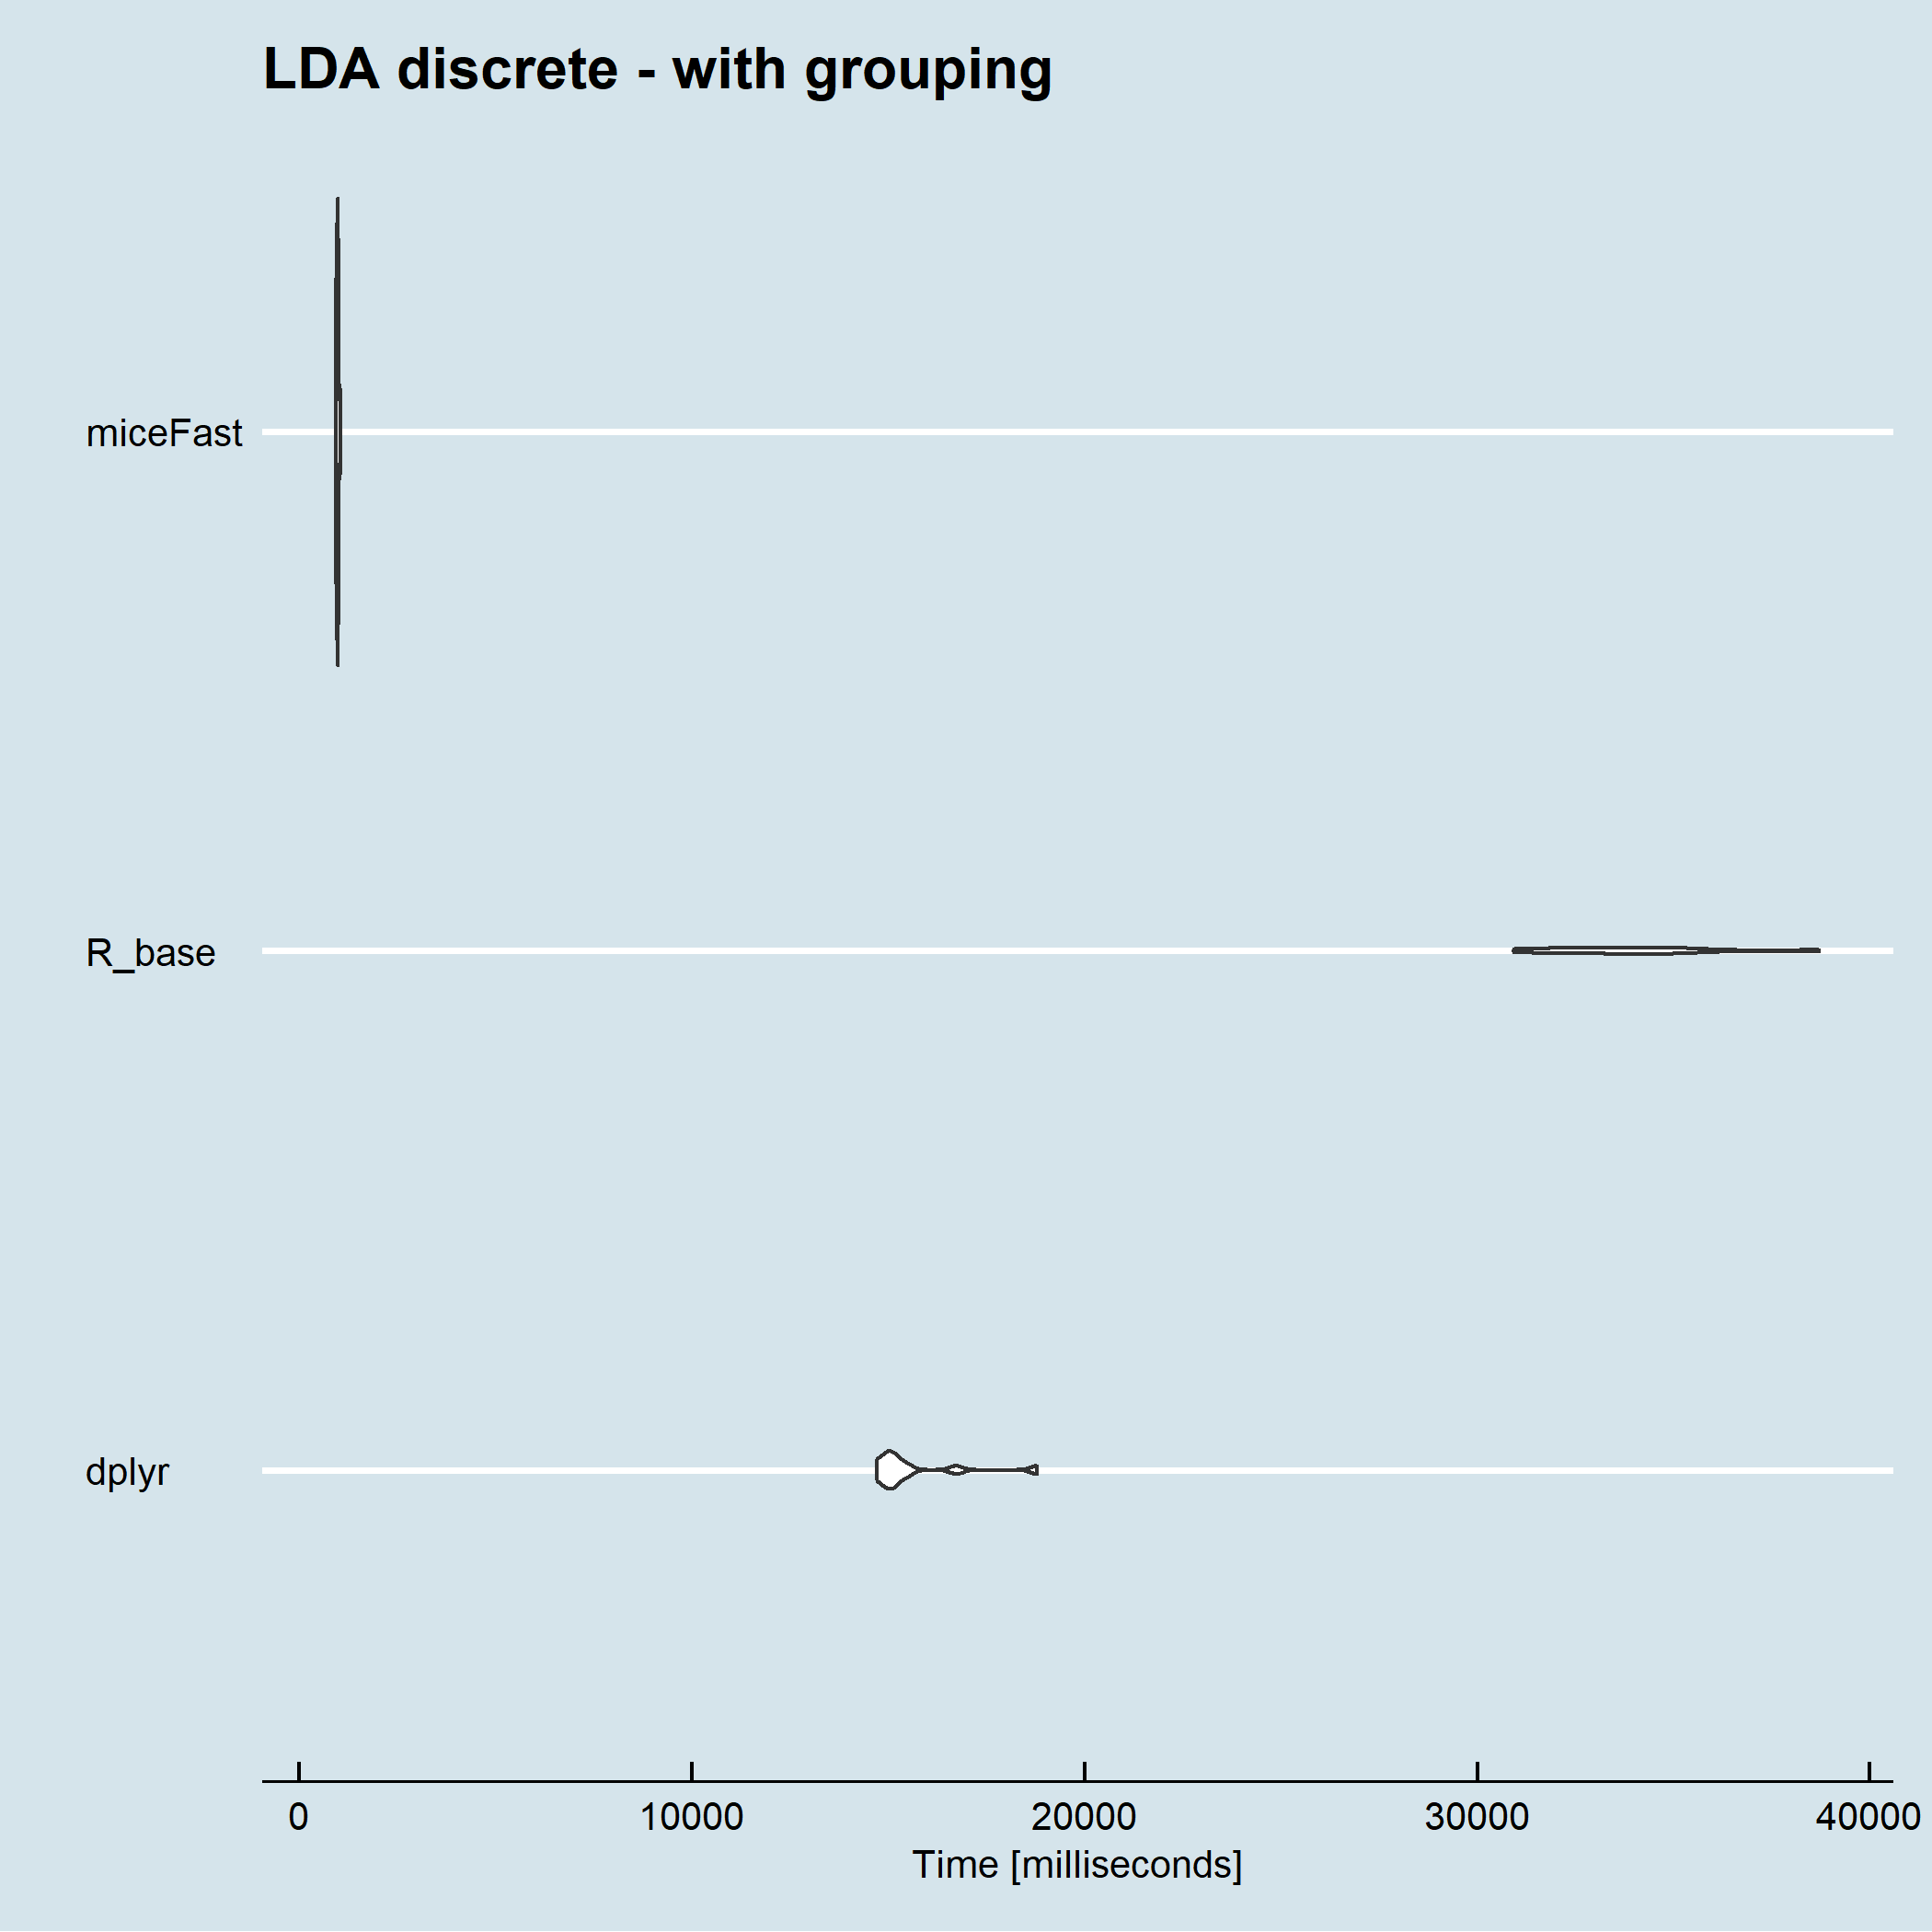 LDA discrete - with grouping
miceFast
R_base
dplyr
0 10000 20000 30000 40000
Time [milliseconds]